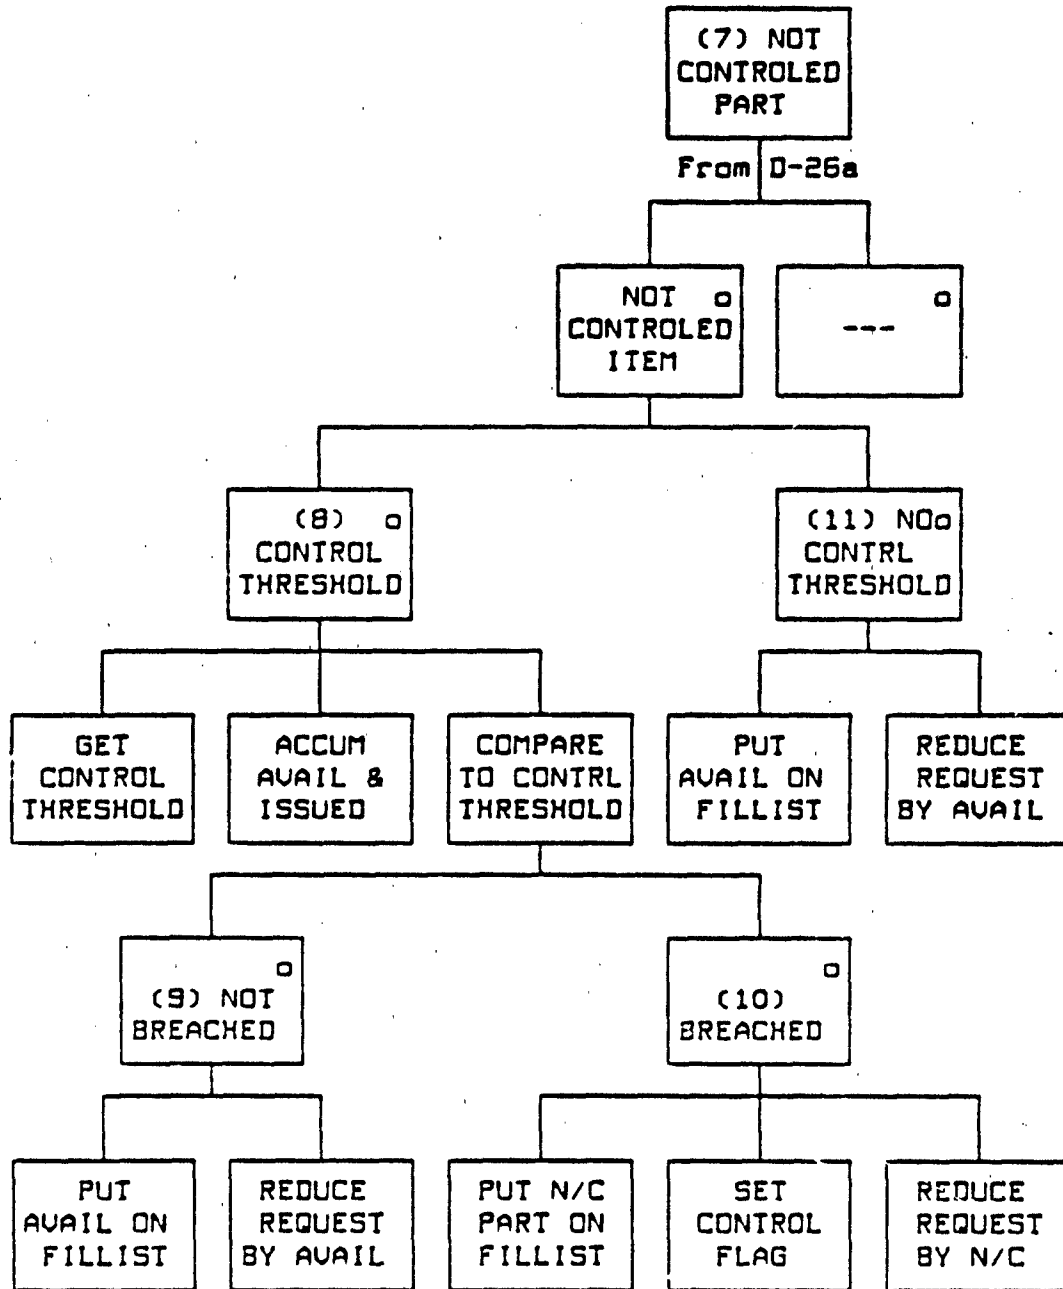 (7) NOT
CONTROLED
PART
From D-26a
NOT
CONTROLED
ITEM
---
(8)
CONTROL
THRESHOLD
(11) NO
CONTRL
THRESHOLD
GET
CONTROL
THRESHOLD
ACCUM
AVAIL &
ISSUED
COMPARE
TO CONTRL
THRESHOLD
PUT
AVAIL ON
FILLIST
REDUCE
REQUEST
BY AVAIL
(9) NOT
BREACHED
(10)
BREACHED
PUT
AVAIL ON
FILLIST
REDUCE
REQUEST
BY AVAIL
PUT N/C
PART ON
FILLIST
SET
CONTROL
FLAG
REDUCE
REQUEST
BY N/C